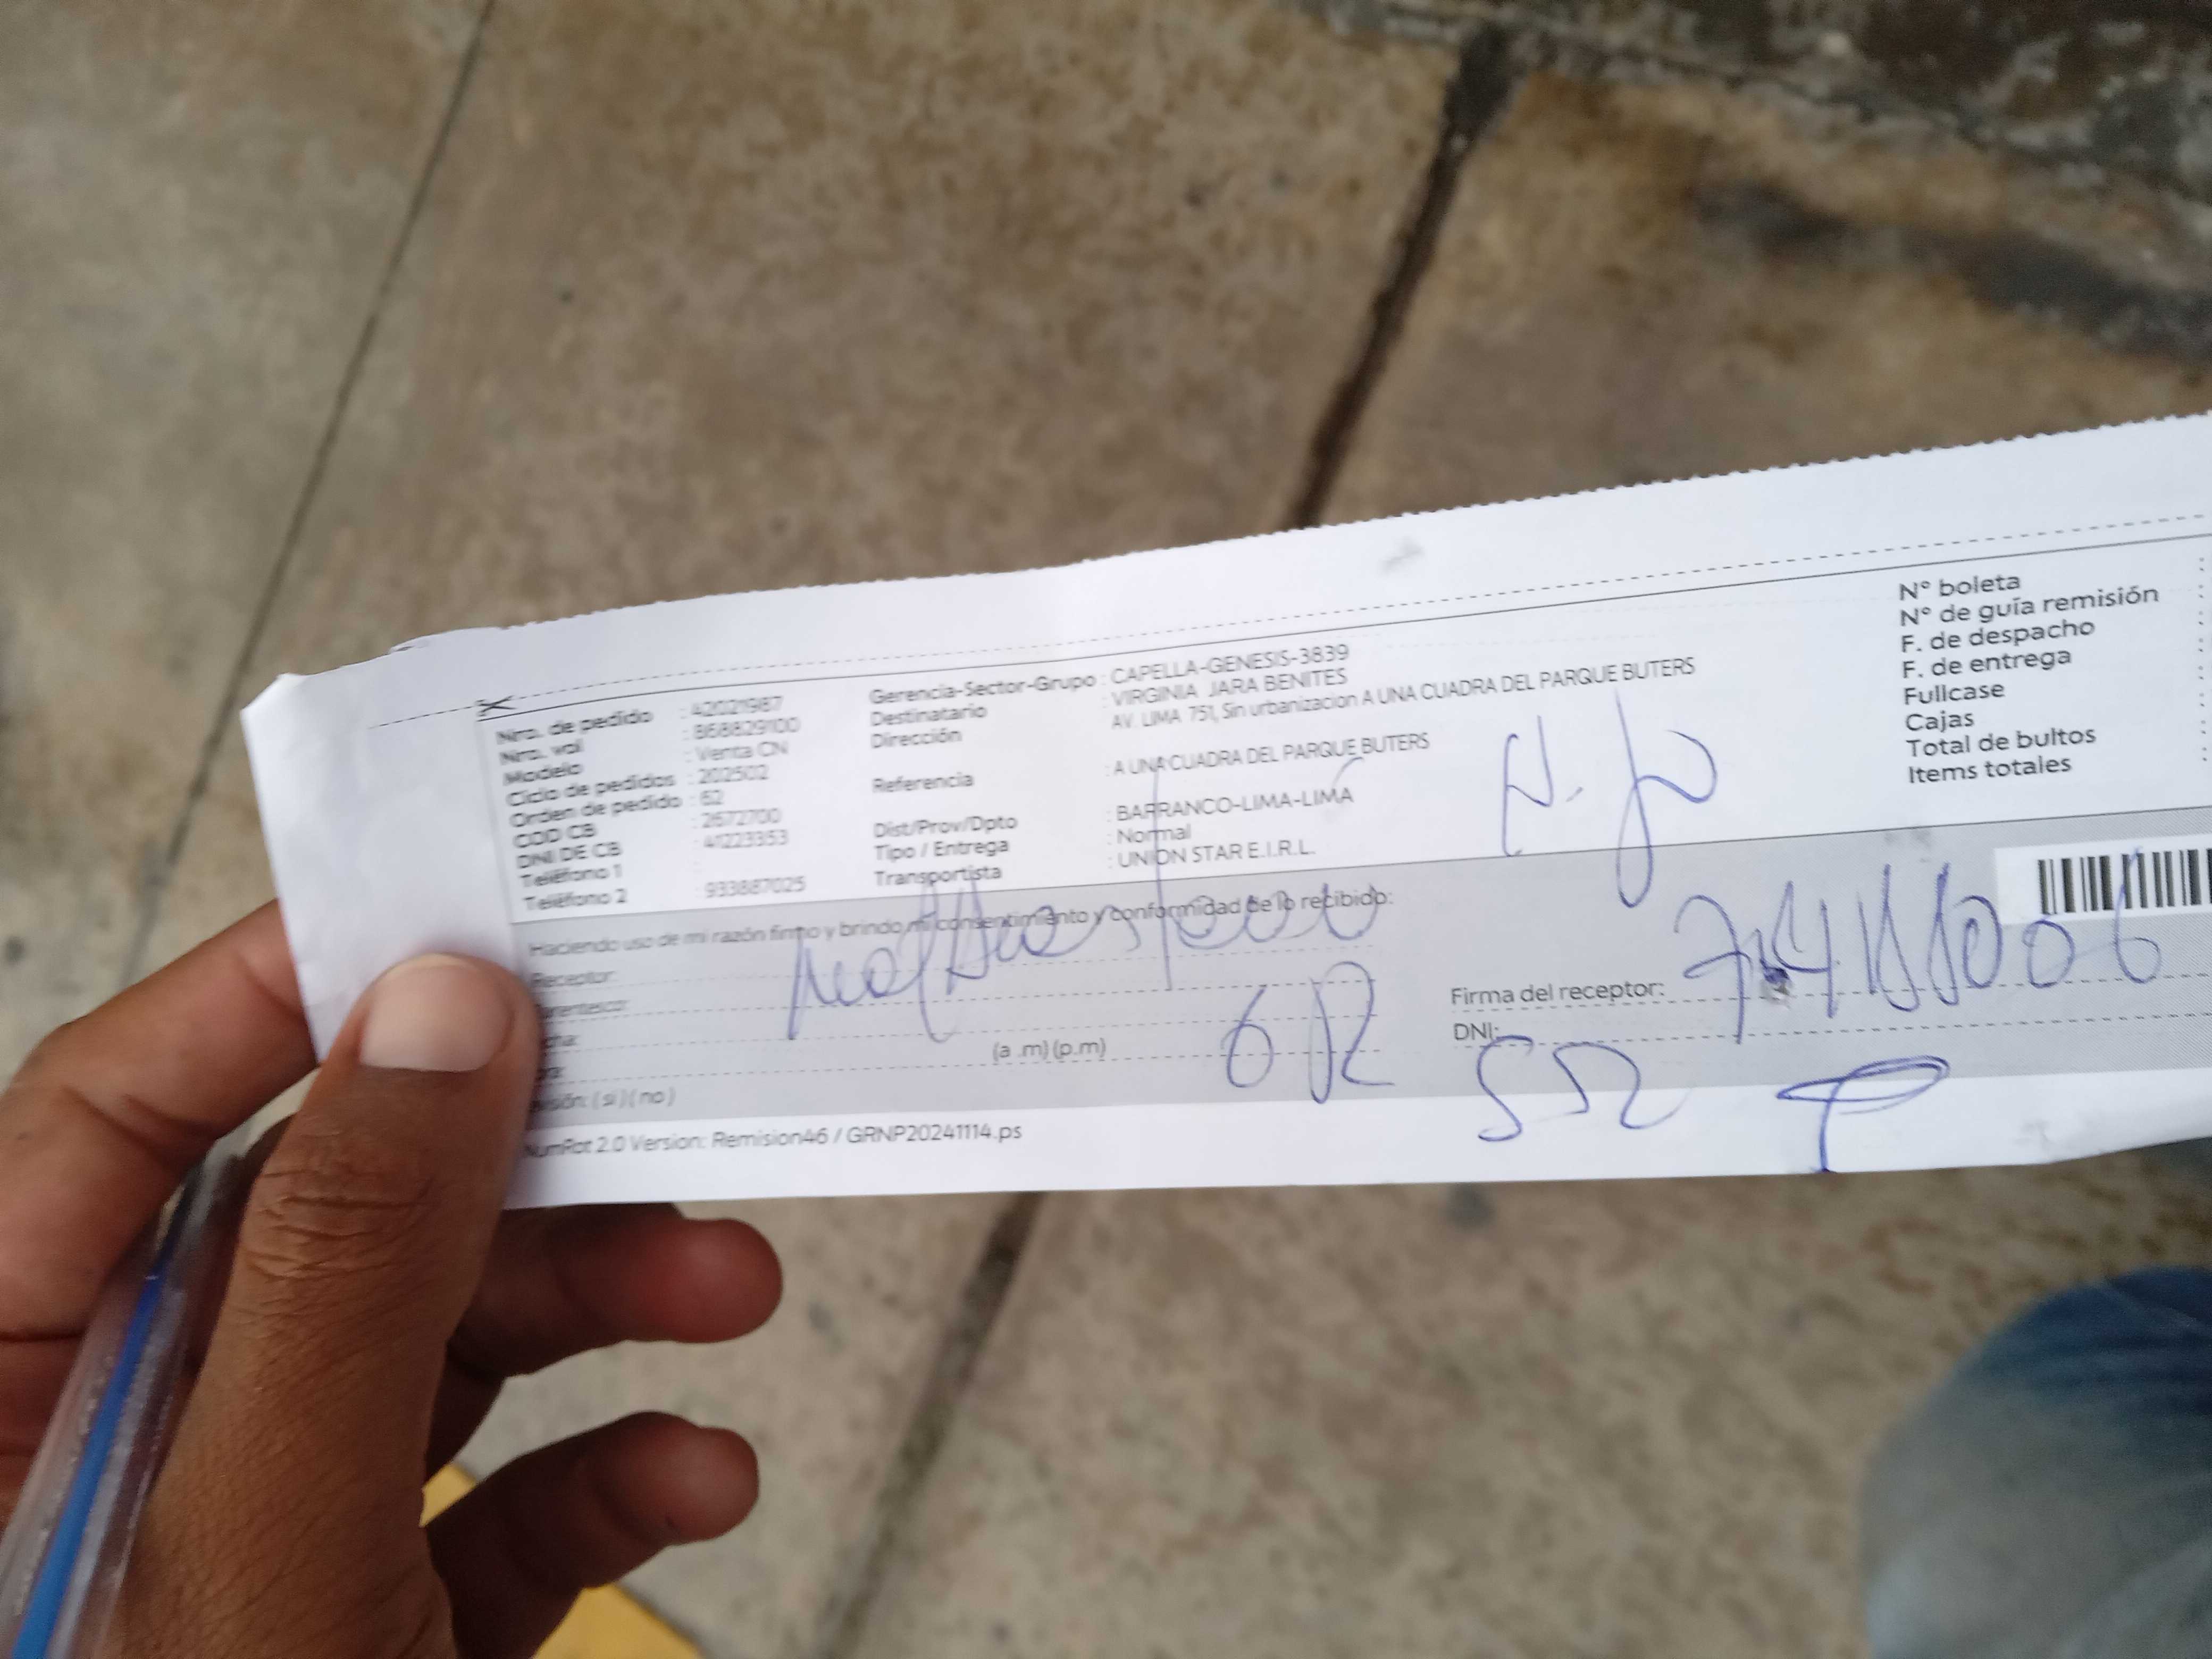 Nro. de pedido : 42021987
Nro. wal : 868829100
Modelo : Venta CN
Ciclo de pedidos : 202502
Orden de pedido : 62
COD CB : 2672700
DNI DE CB : 41223353
Teléfono 1 :
Teléfono 2 : 933887025
Gerencia-Sector-Grupo : CAPELLA-GENESIS-3839
Destinatario : VIRGINIA JARA BENITES
Dirección AV. LIMA 751, Sin urbanizacion A UNA CUADRA DEL PARQUE BUTERS
Referencia : A UNA CUADRA DEL PARQUE BUTERS
Dist/Prov/Dpto : BARRANCO-LIMA-LIMA
Tipo / Entrega : Normal
Transportista : UNION STAR E.I.R.L.
N° boleta :
N° de guía remisión :
F. de despacho :
F. de entrega :
Fullcase :
Cajas :
Total de bultos :
Items totales :
Haciendo uso de mi razón firmo y brindo mi consentimiento y conformidad de lo recibido:
Receptor:
(a .m) (p.m)
( si ) ( no )
Firma del receptor:
DNI:
2.0 Version: Remision46 / GRNP20241114.ps